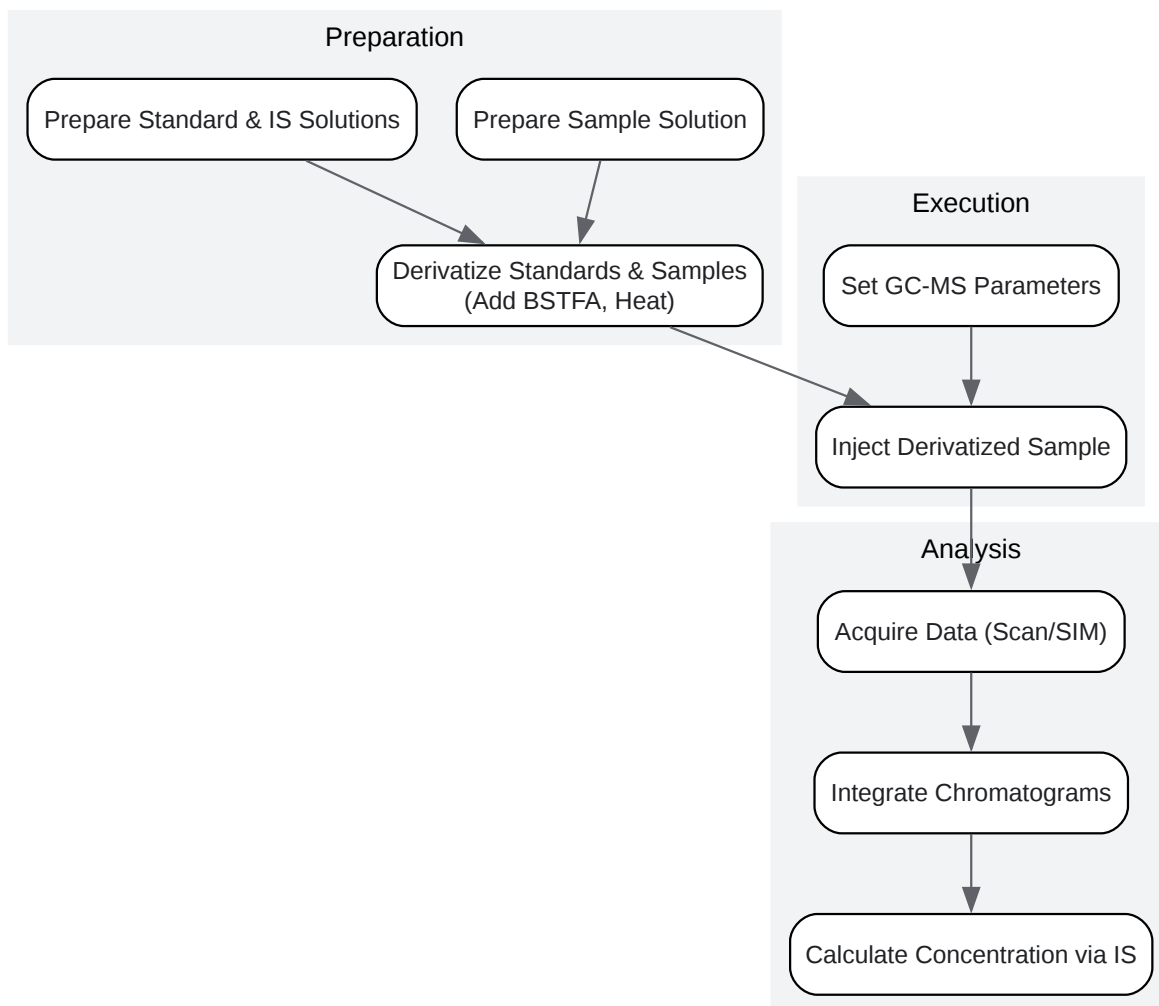 Preparation
Prepare Standard & IS Solutions
Prepare Sample Solution
Derivatize Standards & Samples
(Add BSTFA, Heat)
Execution
Set GC-MS Parameters
Inject Derivatized Sample
Analysis
Acquire Data (Scan/SIM)
Integrate Chromatograms
Calculate Concentration via IS